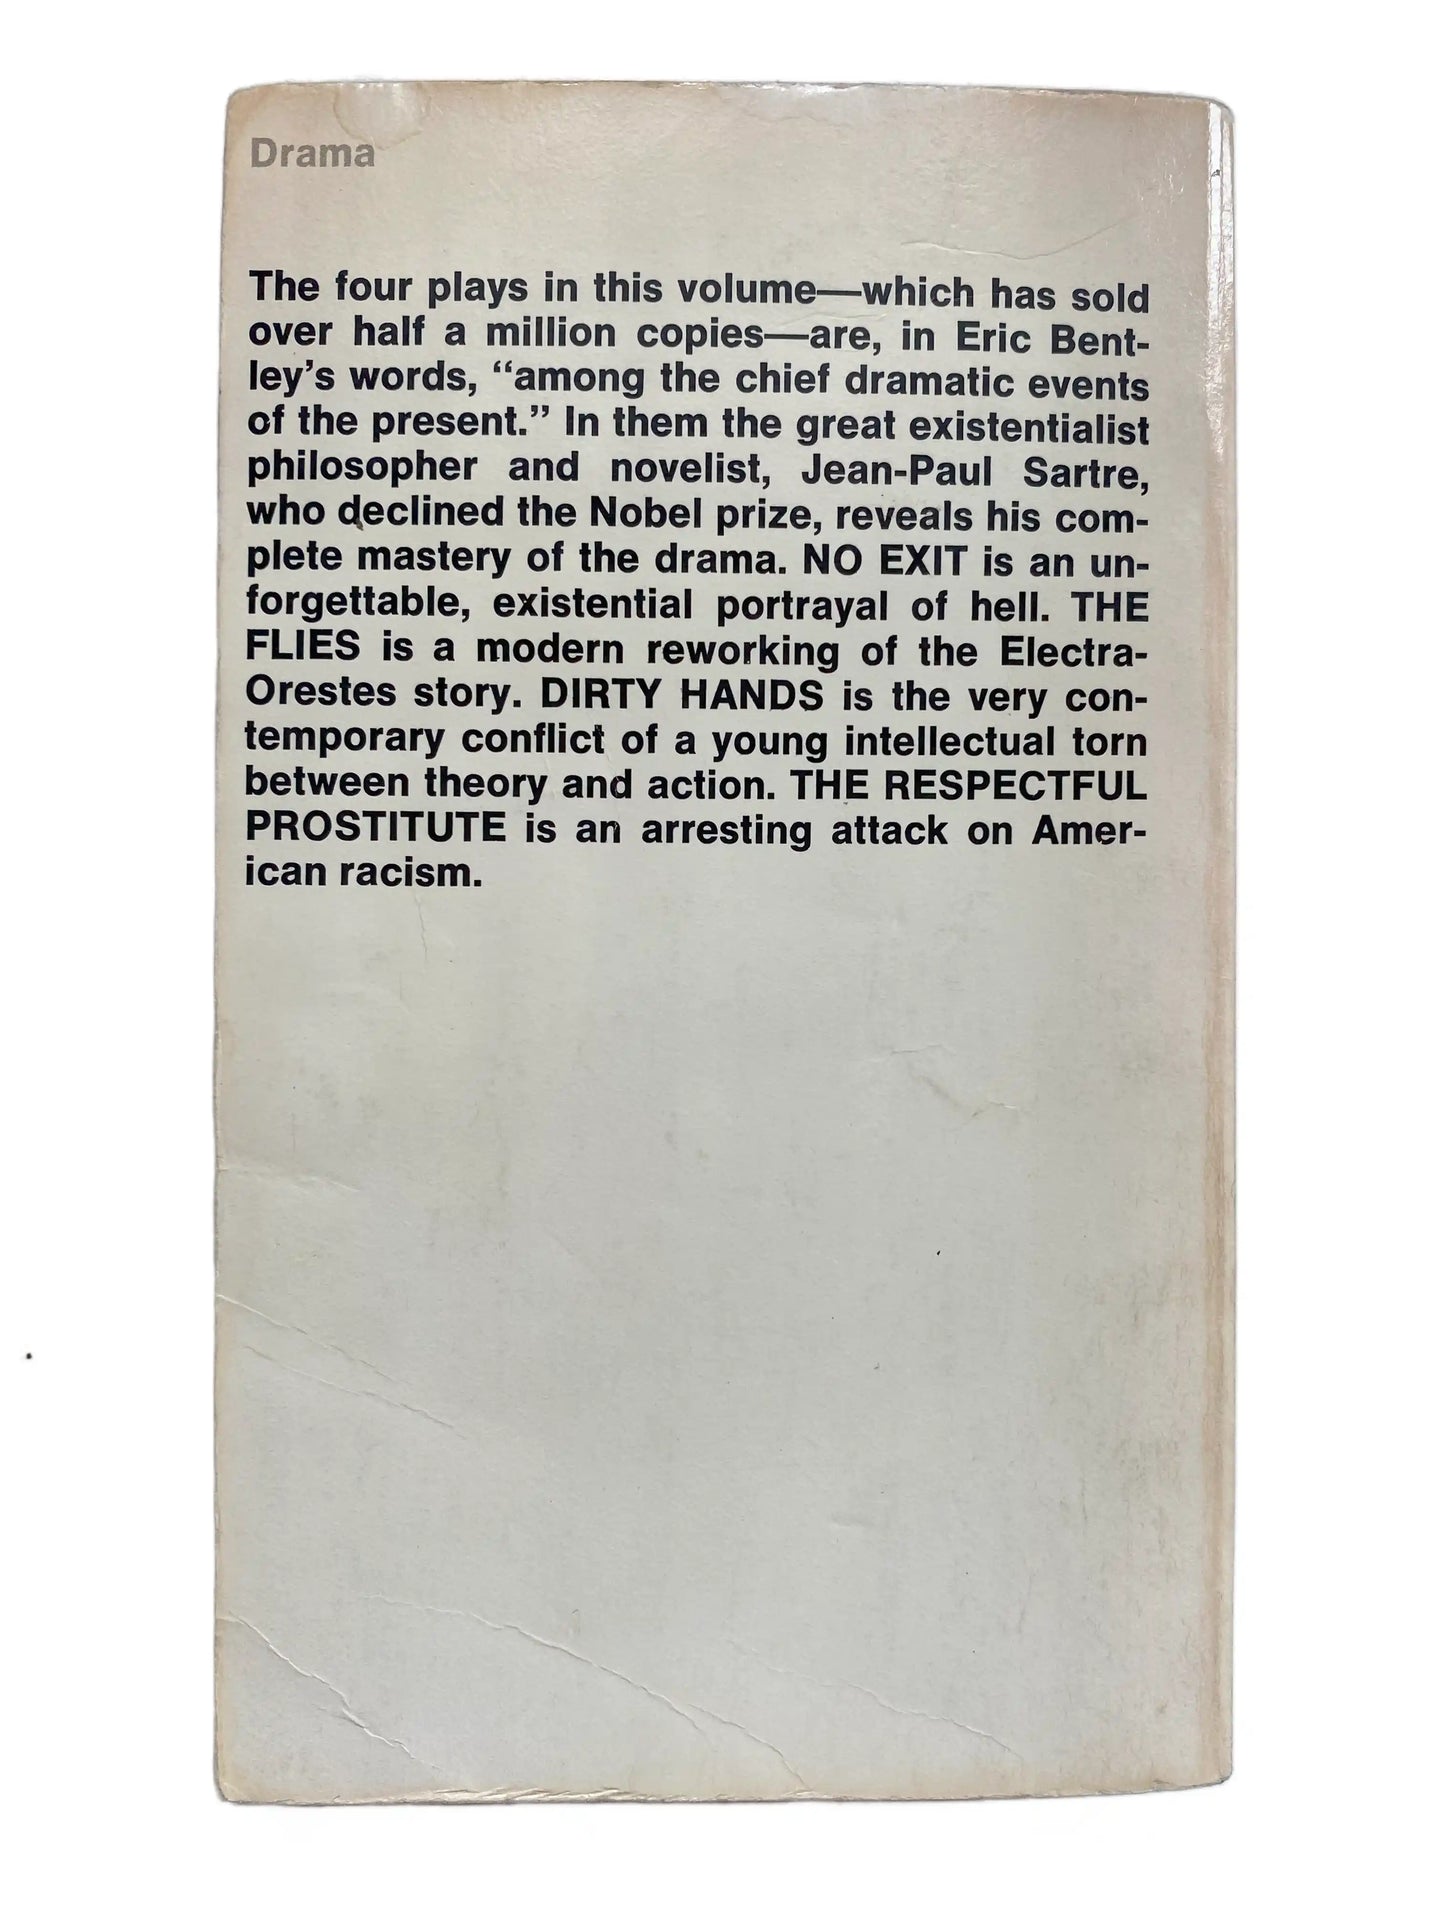 Drama
The four plays in this volume—which has sold
over half a million copies—are, in Eric Bent-
ley's words, “among the chief dramatic events
of the present.” In them the great existentialist
philosopher and novelist, Jean-Paul Sartre,
who declined the Nobel prize, reveals his com-
plete mastery of the drama. NO EXIT is an un-
forgettable, existential portrayal of hell. THE
FLIES is a modern reworking of the Electra-
Orestes story. DIRTY HANDS is the very con-
temporary conflict of a young intellectual torn
between theory and action. THE RESPECTFUL
PROSTITUTE is an arresting attack on Amer-
ican racism.